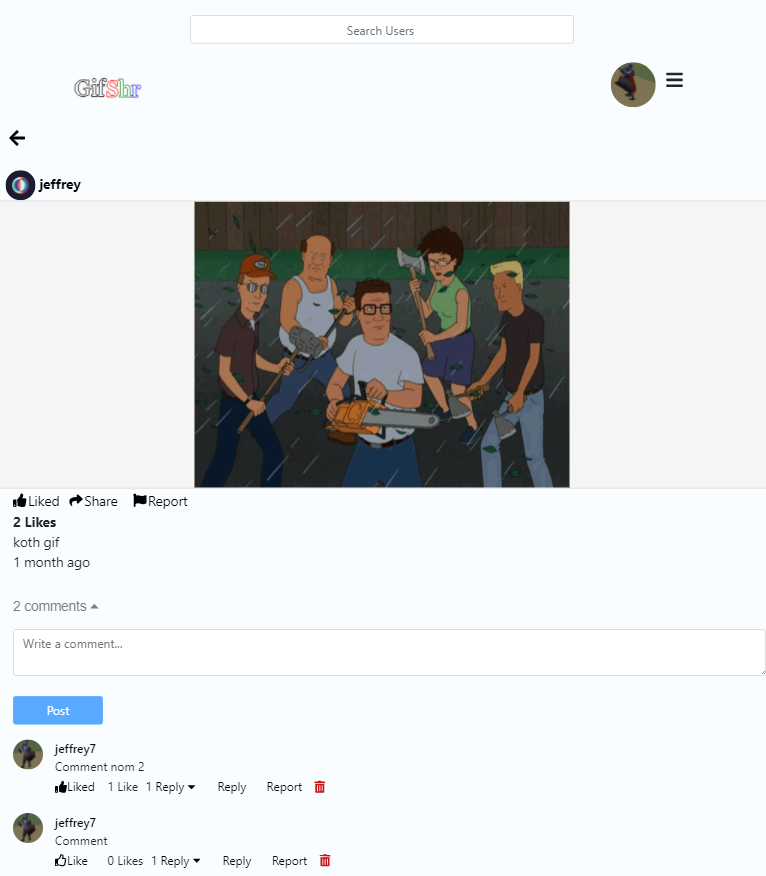 Search Users
GifShr
jeffrey
Liked Share Report
2 Likes
koth gif
1 month ago
2 comments
Write a comment...
Post
jeffrey7
Comment nom 2
Liked 1 Like 1 Reply Reply Report
jeffrey7
Comment
Like 0 Likes 1 Reply Reply Report